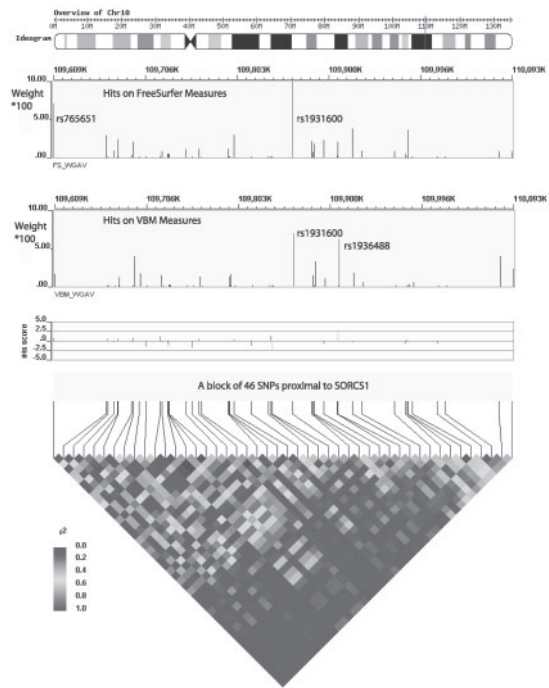 Overview of Chr10
0M 10M 20M 30M 40M 50M 60M 70M 80M 90M 100M 110M 120M 130M
Ideogram
109,609K 109,706K 109,803K 109,900K 109,996K 110,093K
10.00
Weight
*100
Hits on FreeSurfer Measures
5.00
rs765651
rs1931600
.00
FS_WGAV
109,609K 109,706K 109,803K 109,900K 109,996K 110,093K
10.00
Weight
*100
Hits on VBM Measures
5.00
rs1931600
rs1936488
.00
VBM_WGAV
5.0
2.5
.0
-2.5
-5.0
score
A block of 46 SNPs proximal to SORCS1
r2
0.0
0.2
0.4
0.6
0.8
1.0